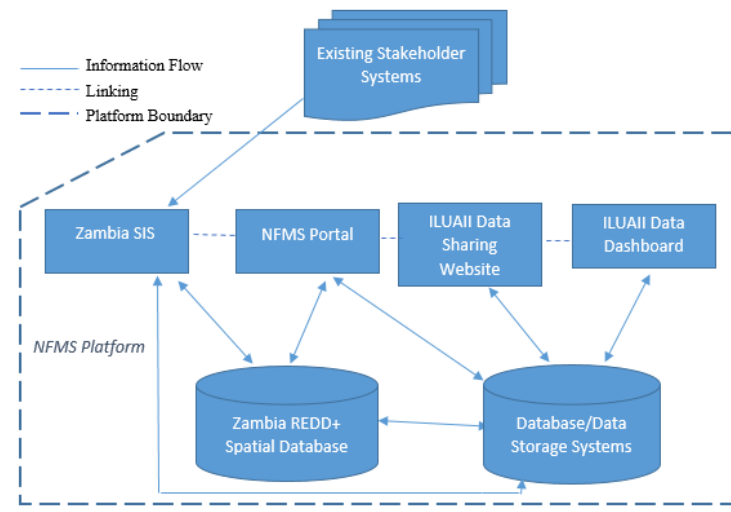 Existing Stakeholder
Systems
Information Flow
Linking
Platform Boundary
Zambia SIS
NFMS Portal
ILUAII Data
Sharing
Website
ILUAII Data
Dashboard
NFMS Platform
Zambia REDD+
Spatial Database
Database/Data
Storage Systems